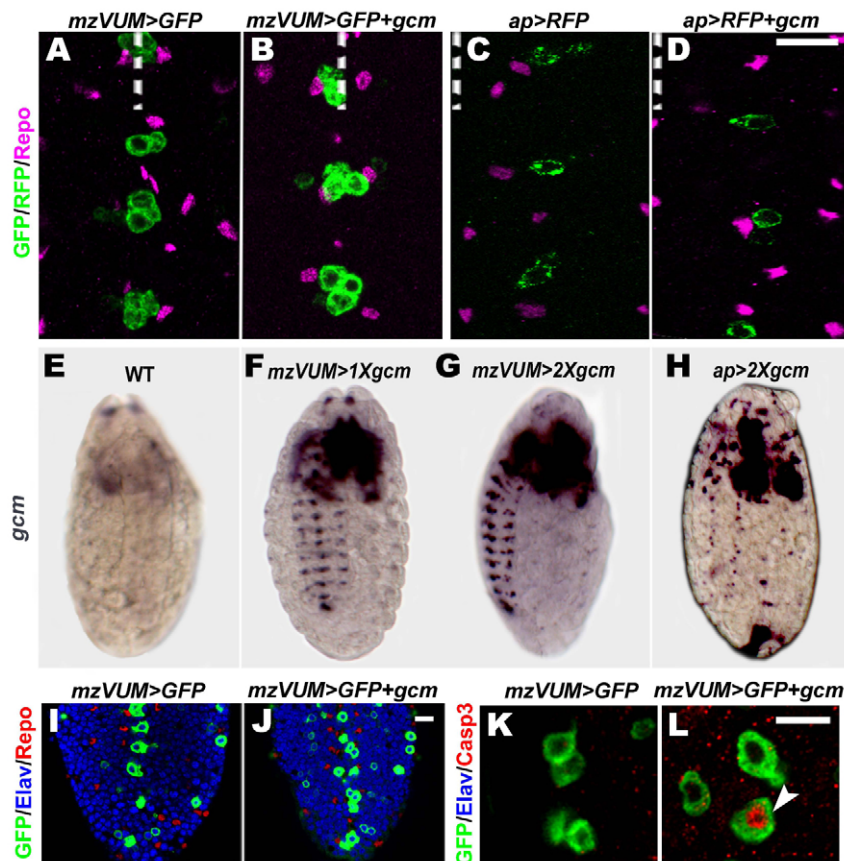 mzVUM>GFP mzVUM>GFP+gcm ap>RFP ap>RFP+gcm
A B C D
GFP/RFP/Repo
E WT F mzVUM>1Xgcm G mzVUM>2Xgcm H ap>2Xgcm
gcm
mzVUM>GFP mzVUM>GFP+gcm mzVUM>GFP mzVUM>GFP+gcm
I J K L
GFP/Elav/Repo
GFP/Elav/Casp3